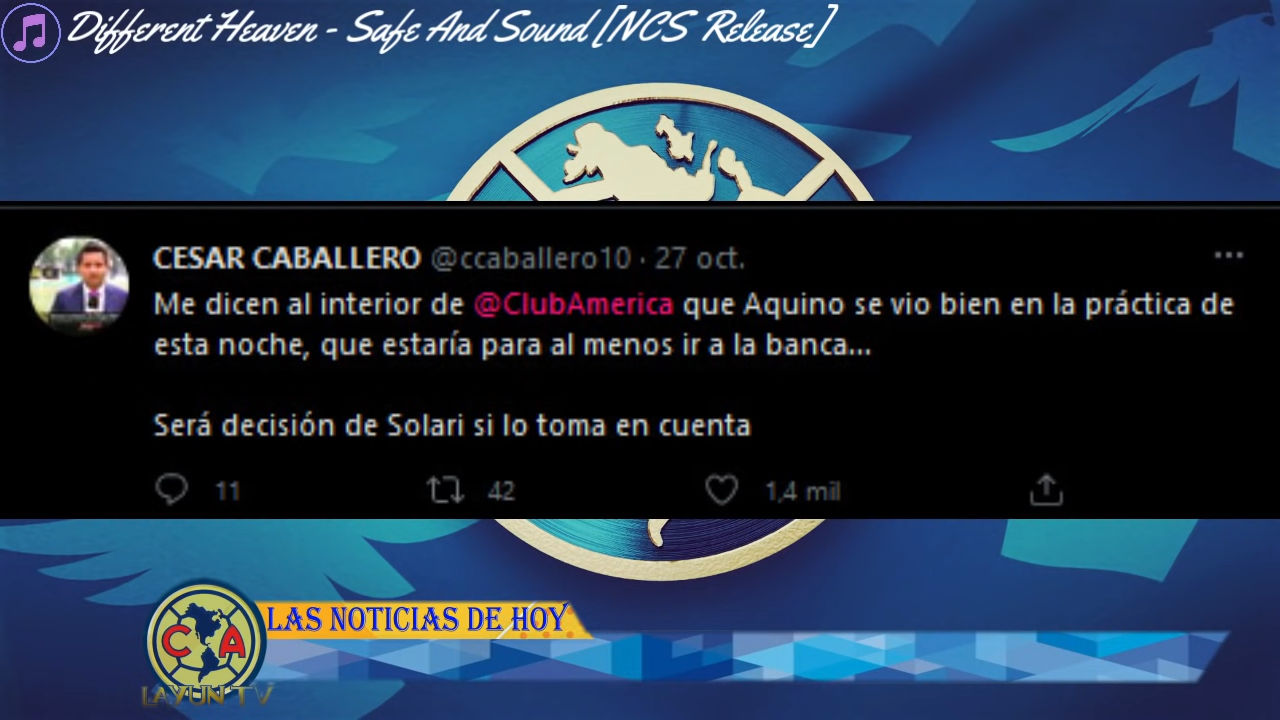 Different Heaven - Safe And Sound [NCS Release]
CESAR CABALLERO @ccaballero10 · 27 oct.
Me dicen al interior de @ClubAmerica que Aquino se vio bien en la práctica de
esta noche, que estaría para al menos ir a la banca...
Será decisión de Solari si lo toma en cuenta
11 42 1,4 mil
LAS NOTICIAS DE HOY
C A
LAYUN TV